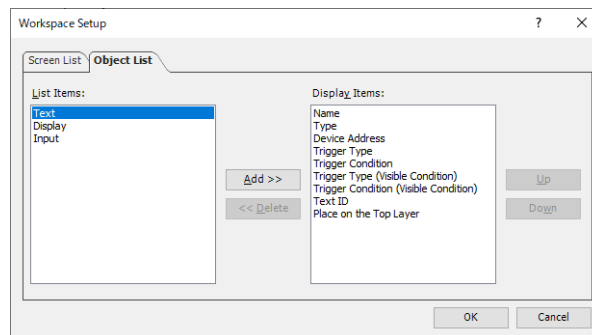 Workspace Setup
? ×
Screen List Object List
List Items:
Text
Display
Input
Add >>
<< Delete
Display Items:
Name
Type
Device Address
Trigger Type
Trigger Condition
Trigger Type (Visible Condition)
Trigger Condition (Visible Condition)
Text ID
Place on the Top Layer
Up
Down
OK Cancel